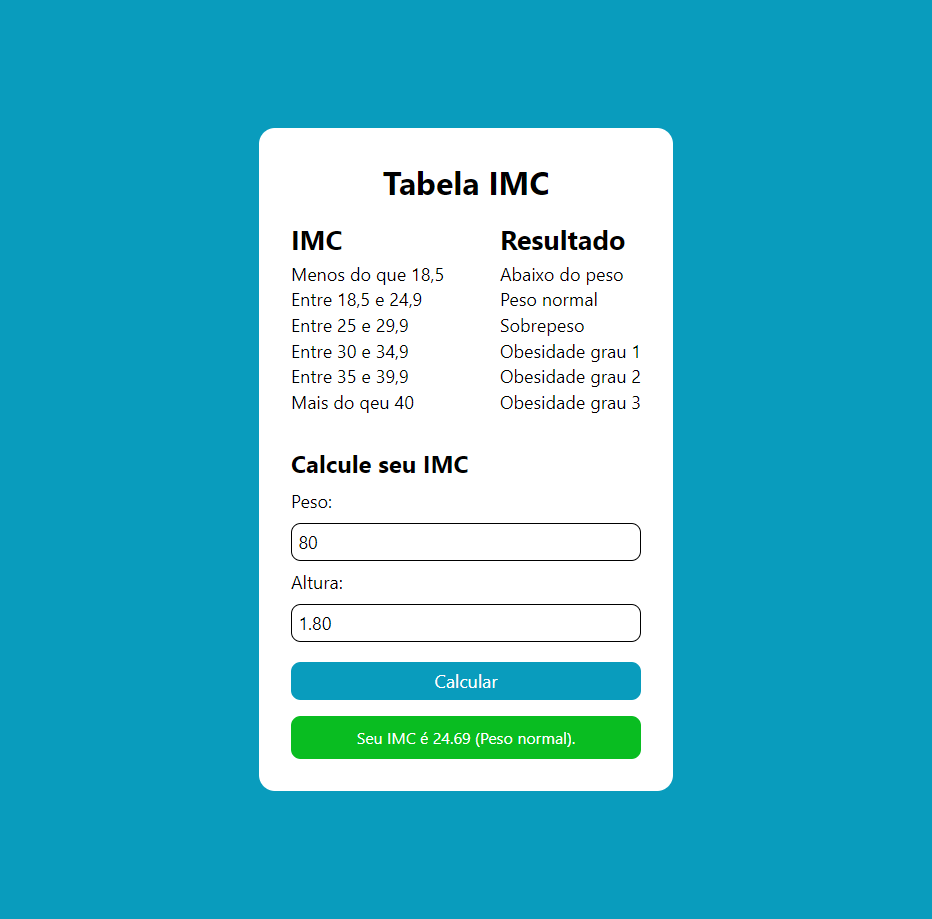 Tabela IMC
IMC Resultado
Menos do que 18,5 Abaixo do peso
Entre 18,5 e 24,9 Peso normal
Entre 25 e 29,9 Sobrepeso
Entre 30 e 34,9 Obesidade grau 1
Entre 35 e 39,9 Obesidade grau 2
Mais do qeu 40 Obesidade grau 3
Calcule seu IMC
Peso:
80
Altura:
1.80
Calcular
Seu IMC é 24.69 (Peso normal).